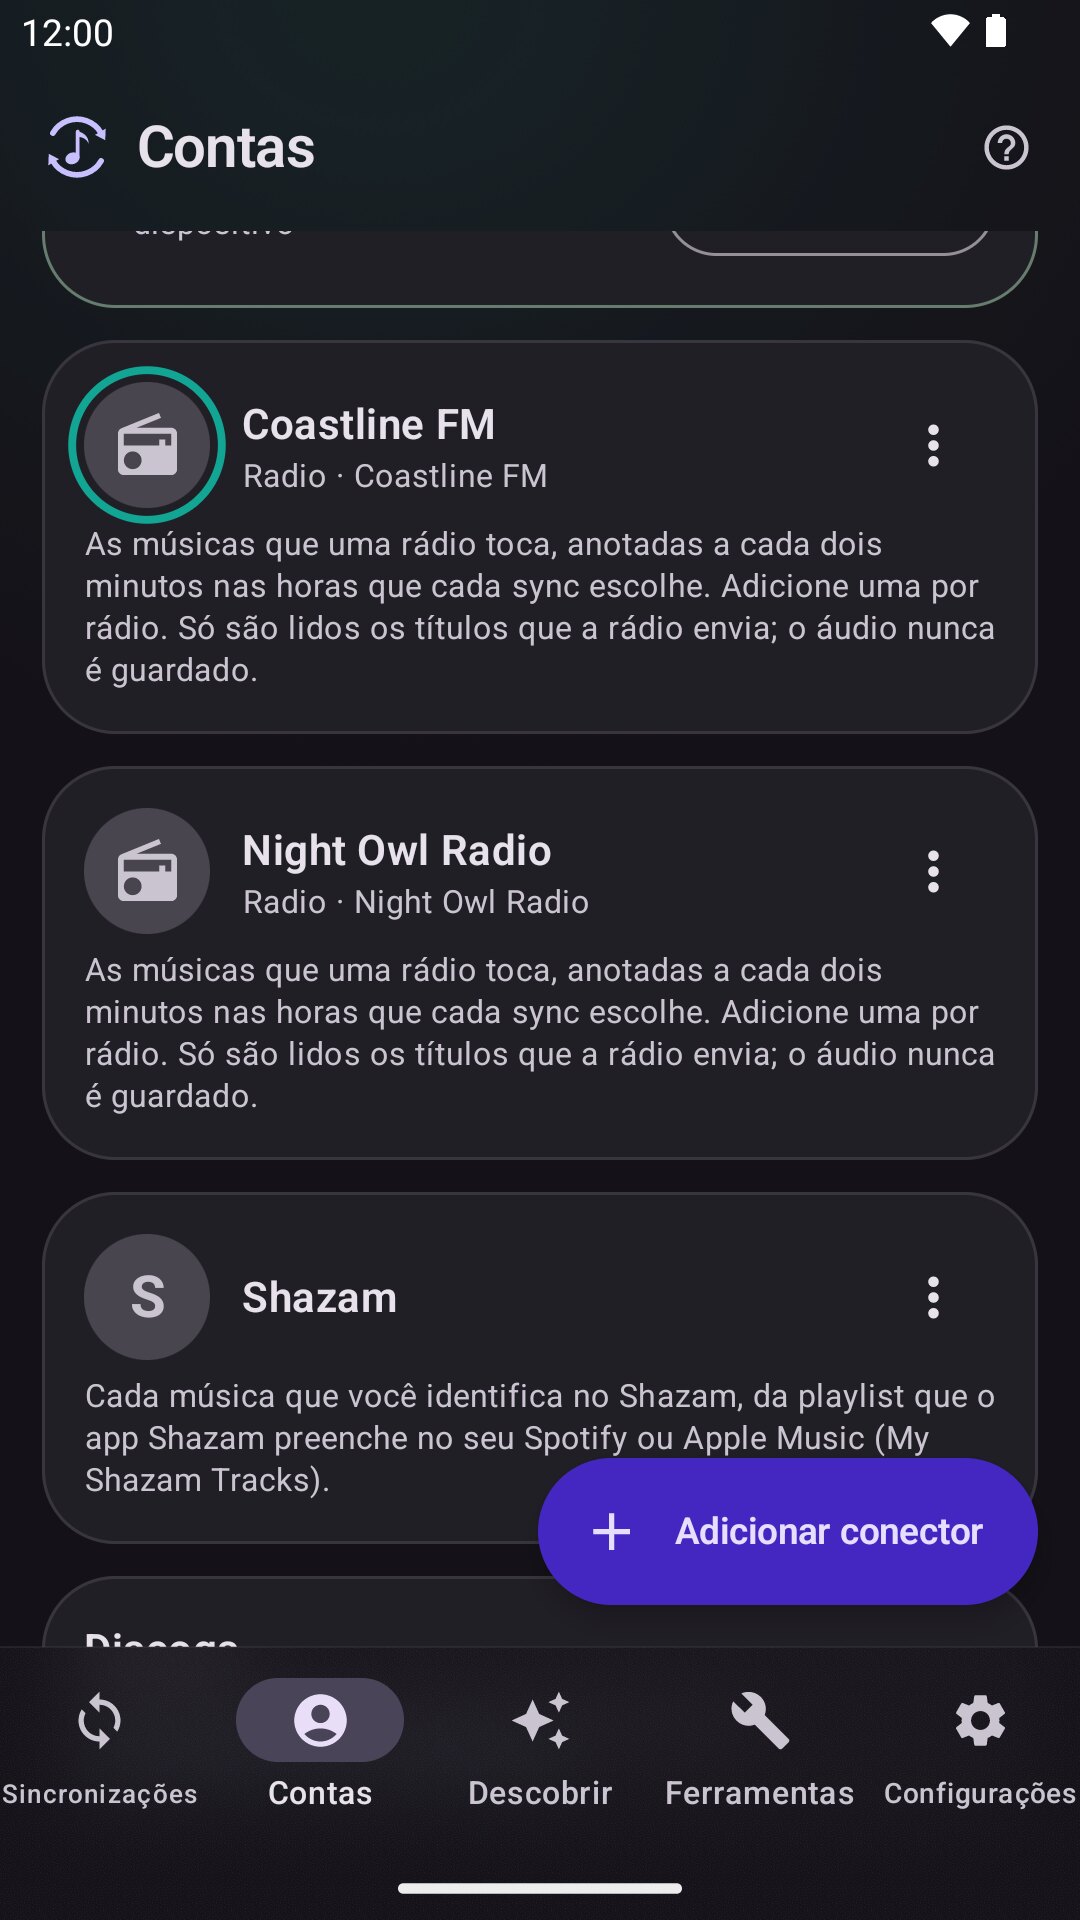 12:00
Contas
dispositivo
Coastline FM
Radio · Coastline FM
As músicas que uma rádio toca, anotadas a cada dois
minutos nas horas que cada sync escolhe. Adicione uma por
rádio. Só são lidos os títulos que a rádio envia; o áudio nunca
é guardado.
Night Owl Radio
Radio · Night Owl Radio
As músicas que uma rádio toca, anotadas a cada dois
minutos nas horas que cada sync escolhe. Adicione uma por
rádio. Só são lidos os títulos que a rádio envia; o áudio nunca
é guardado.
S
Shazam
Cada música que você identifica no Shazam, da playlist que o
app Shazam preenche no seu Spotify ou Apple Music (My
Shazam Tracks).
Adicionar conector
Discogs
Sincronizações
Contas
Descobrir
Ferramentas
Configurações